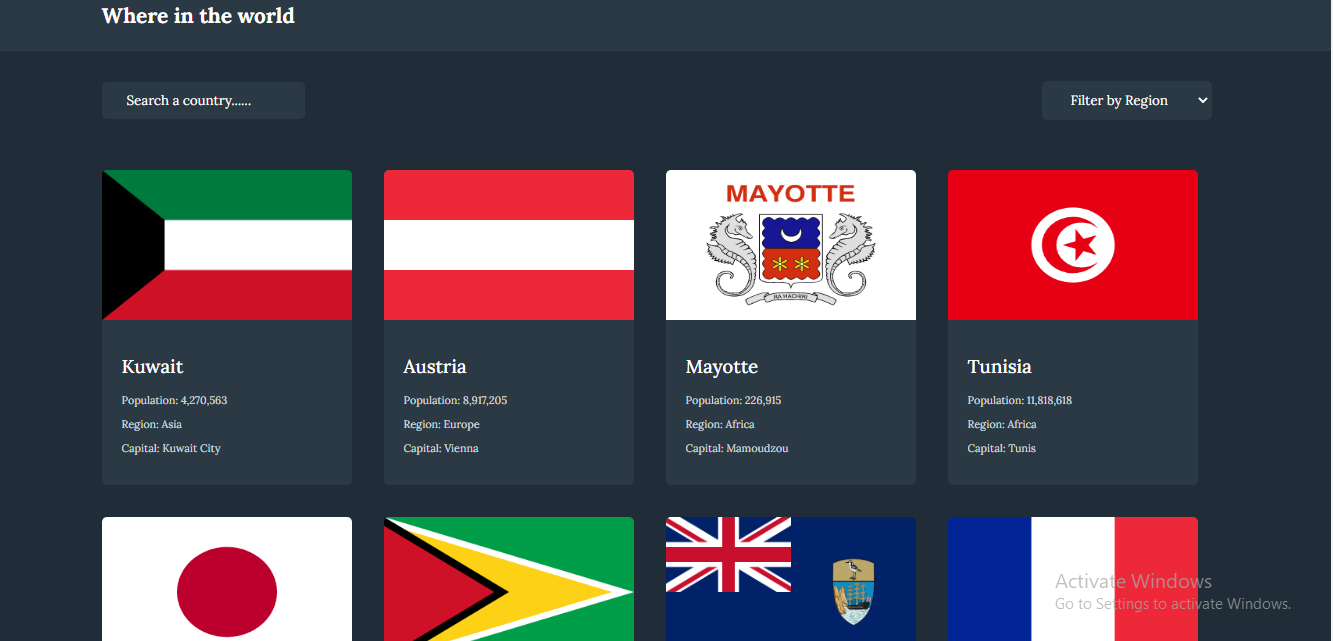 Where in the world
Search a country......
Filter by Region
MAYOTTE
RA HACHIRI
Kuwait
Population: 4,270,563
Region: Asia
Capital: Kuwait City
Austria
Population: 8,917,205
Region: Europe
Capital: Vienna
Mayotte
Population: 226,915
Region: Africa
Capital: Mamoudzou
Tunisia
Population: 11,818,618
Region: Africa
Capital: Tunis
Activate Windows
Go to Settings to activate Windows.